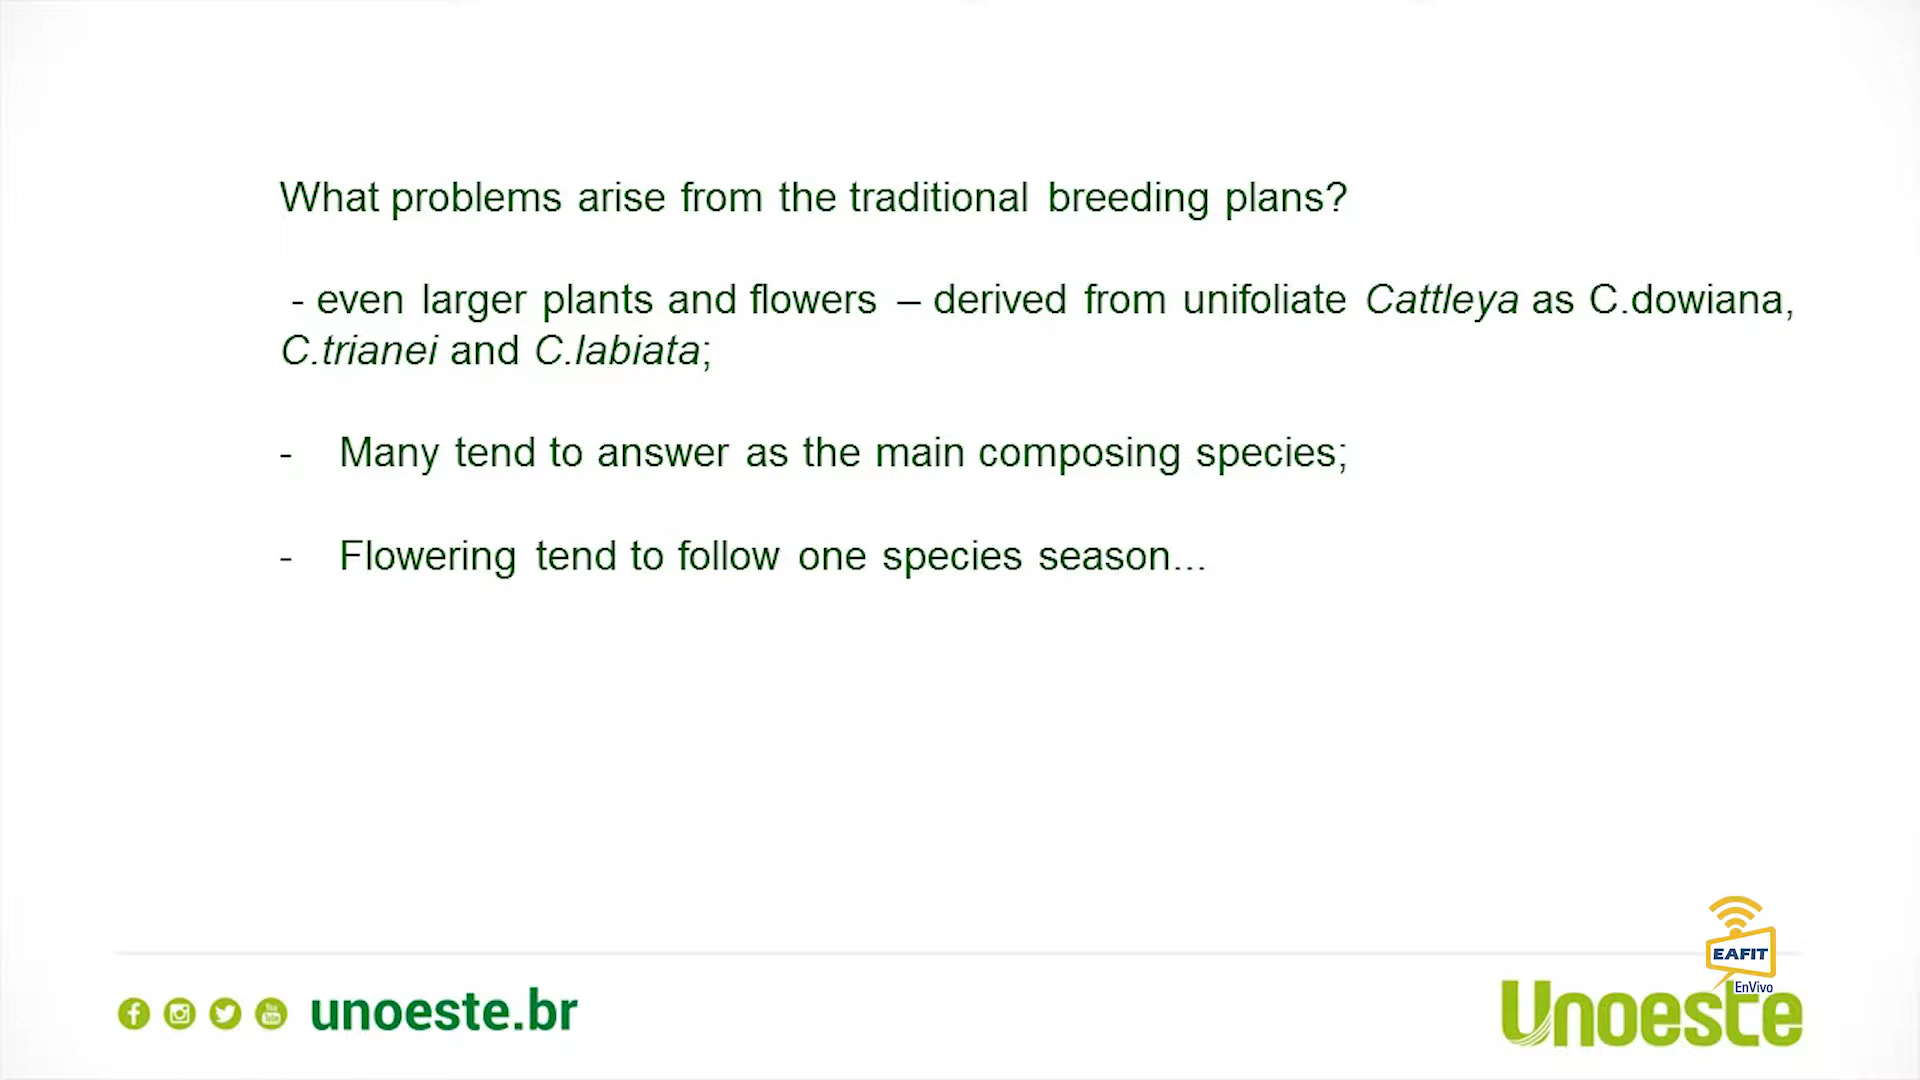 What problems arise from the traditional breeding plans?
- even larger plants and flowers – derived from unifoliate Cattleya as C.dowiana,
C.trianei and C.labiata;
- Many tend to answer as the main composing species;
- Flowering tend to follow one species season...
EAFIT
EnVivo
You Tube
unoeste.br
Unoeste